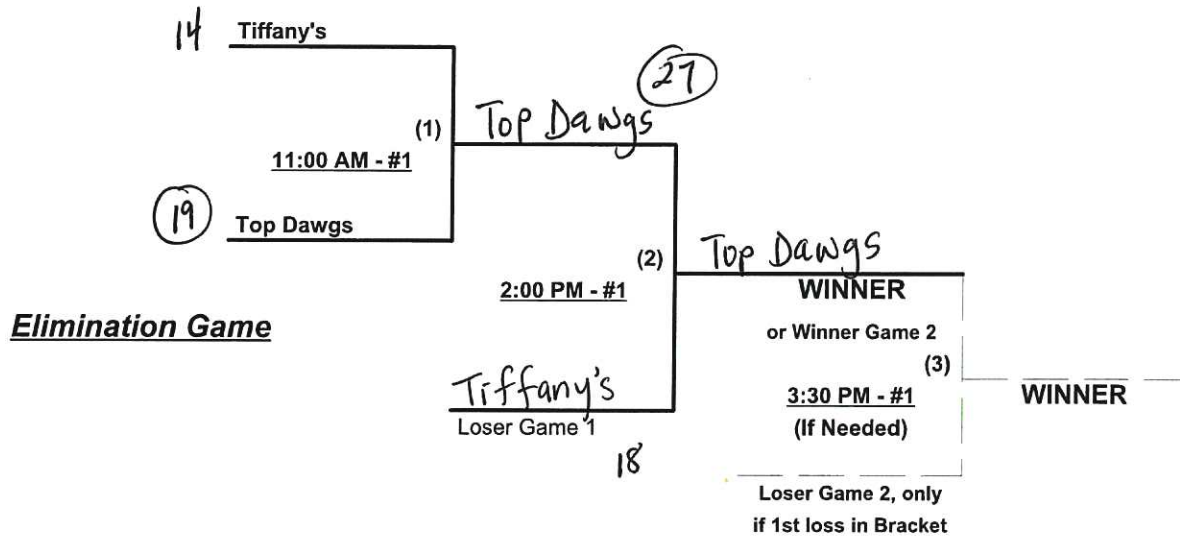 14 Tiffany's
27
Top Dawgs
(1)
11:00 AM - #1
19 Top Dawgs
Top Dawgs
(2)
2:00 PM - #1
WINNER
Elimination Game
or Winner Game 2
(3)
Tiffany's
3:30 PM - #1
WINNER
Loser Game 1
(If Needed)
18
Loser Game 2, only
if 1st loss in Bracket